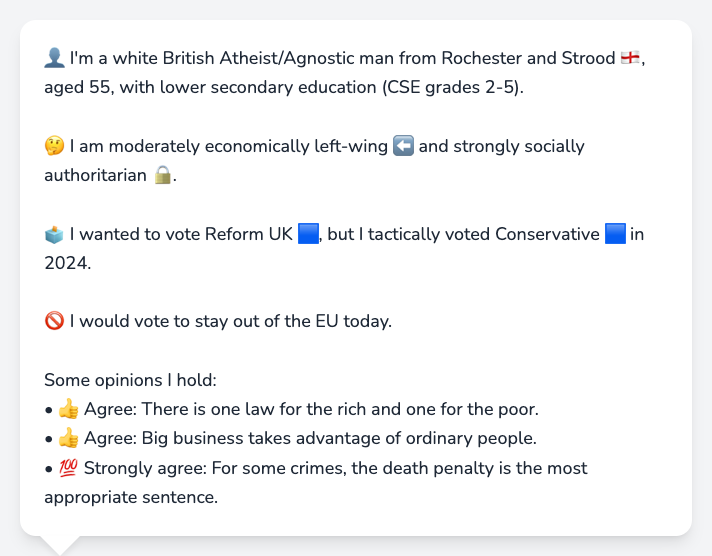 👤 I'm a white British Atheist/Agnostic man from Rochester and Strood 🏴󠁧󠁢󠁥󠁮󠁧󠁿,
aged 55, with lower secondary education (CSE grades 2-5).
🤔 I am moderately economically left-wing ⬅️ and strongly socially
authoritarian 🔒.
🗳️ I wanted to vote Reform UK 🟦, but I tactically voted Conservative 🟦 in
2024.
🚫 I would vote to stay out of the EU today.
Some opinions I hold:
• 👍 Agree: There is one law for the rich and one for the poor.
• 👍 Agree: Big business takes advantage of ordinary people.
• 💯 Strongly agree: For some crimes, the death penalty is the most
appropriate sentence.